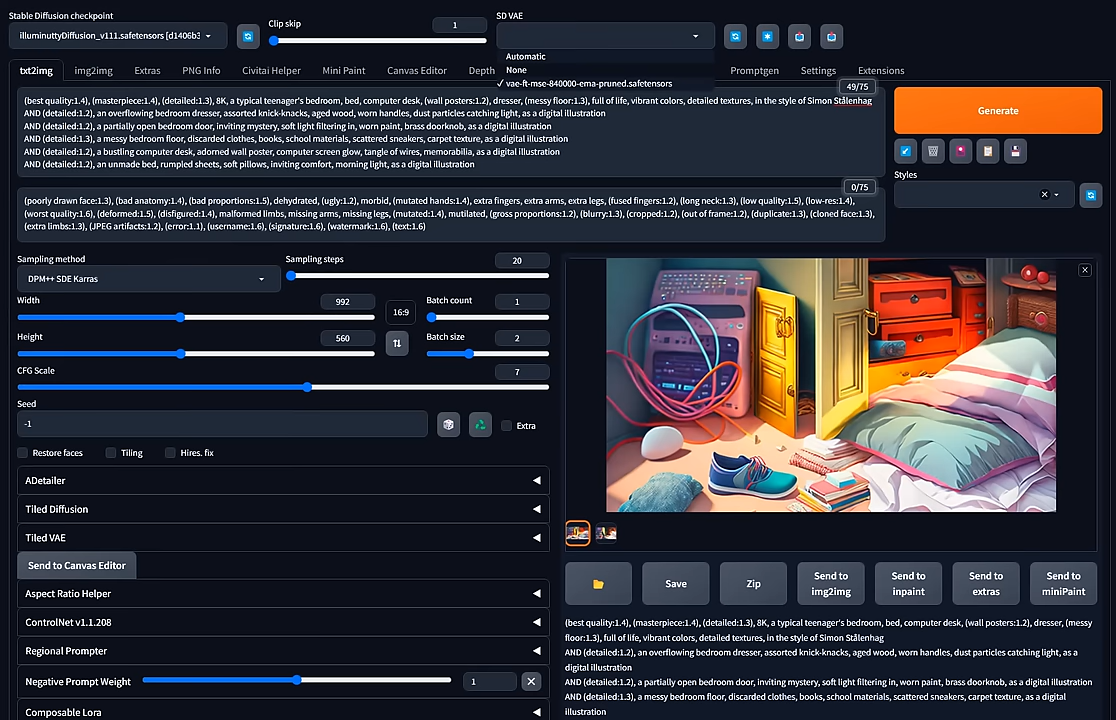 Stable Diffusion checkpoint
illuminuttyDiffusion_v111.safetensors [d1406b3
Clip skip
1
SD VAE
Automatic
None
✓ vae-ft-mse-840000-ema-pruned.safetensors
txt2img
img2img
Extras
PNG Info
Civitai Helper
Mini Paint
Canvas Editor
Depth
Promptgen
Settings
Extensions
49/75
(best quality:1.4), (masterpiece:1.4), (detailed:1.3), 8K, a typical teenager's bedroom, bed, computer desk, (wall posters:1.2), dresser, (messy floor:1.3), full of life, vibrant colors, detailed textures, in the style of Simon Stålenhag
AND (detailed:1.2), an overflowing bedroom dresser, assorted knick-knacks, aged wood, worn handles, dust particles catching light, as a digital illustration
AND (detailed:1.2), a partially open bedroom door, inviting mystery, soft light filtering in, worn paint, brass doorknob, as a digital illustration
AND (detailed:1.3), a messy bedroom floor, discarded clothes, books, school materials, scattered sneakers, carpet texture, as a digital illustration
AND (detailed:1.2), a bustling computer desk, adorned wall poster, computer screen glow, tangle of wires, memorabilia, as a digital illustration
AND (detailed:1.2), an unmade bed, rumpled sheets, soft pillows, inviting comfort, morning light, as a digital illustration
Generate
Styles
0/75
(poorly drawn face:1.3), (bad anatomy:1.4), (bad proportions:1.5), dehydrated, (ugly:1.2), morbid, (mutated hands:1.4), extra fingers, extra arms, extra legs, (fused fingers:1.2), (long neck:1.3), (low quality:1.5), (low-res:1.4),
(worst quality:1.6), (deformed:1.5), (disfigured:1.4), malformed limbs, missing arms, missing legs, (mutated:1.4), mutilated, (gross proportions:1.2), (blurry:1.3), (cropped:1.2), (out of frame:1.2), (duplicate:1.3), (cloned face:1.3),
(extra limbs:1.3), (JPEG artifacts:1.2), (error:1.1), (username:1.6), (signature:1.6), (watermark:1.6), (text:1.6)
Sampling method
DPM++ SDE Karras
Sampling steps
20
Width
992
16:9
Batch count
1
Height
560
Batch size
2
CFG Scale
7
Seed
-1
Extra
Restore faces
Tiling
Hires. fix
ADetailer
Tiled Diffusion
Tiled VAE
Send to Canvas Editor
Aspect Ratio Helper
ControlNet v1.1.208
Regional Prompter
Negative Prompt Weight
1
Composable Lora
Save
Zip
Send to
img2img
Send to
inpaint
Send to
extras
Send to
miniPaint
(best quality:1.4), (masterpiece:1.4), (detailed:1.3), 8K, a typical teenager's bedroom, bed, computer desk, (wall posters:1.2), dresser, (messy
floor:1.3), full of life, vibrant colors, detailed textures, in the style of Simon Stålenhag
AND (detailed:1.2), an overflowing bedroom dresser, assorted knick-knacks, aged wood, worn handles, dust particles catching light, as a
digital illustration
AND (detailed:1.2), a partially open bedroom door, inviting mystery, soft light filtering in, worn paint, brass doorknob, as a digital illustration
AND (detailed:1.3), a messy bedroom floor, discarded clothes, books, school materials, scattered sneakers, carpet texture, as a digital
illustration